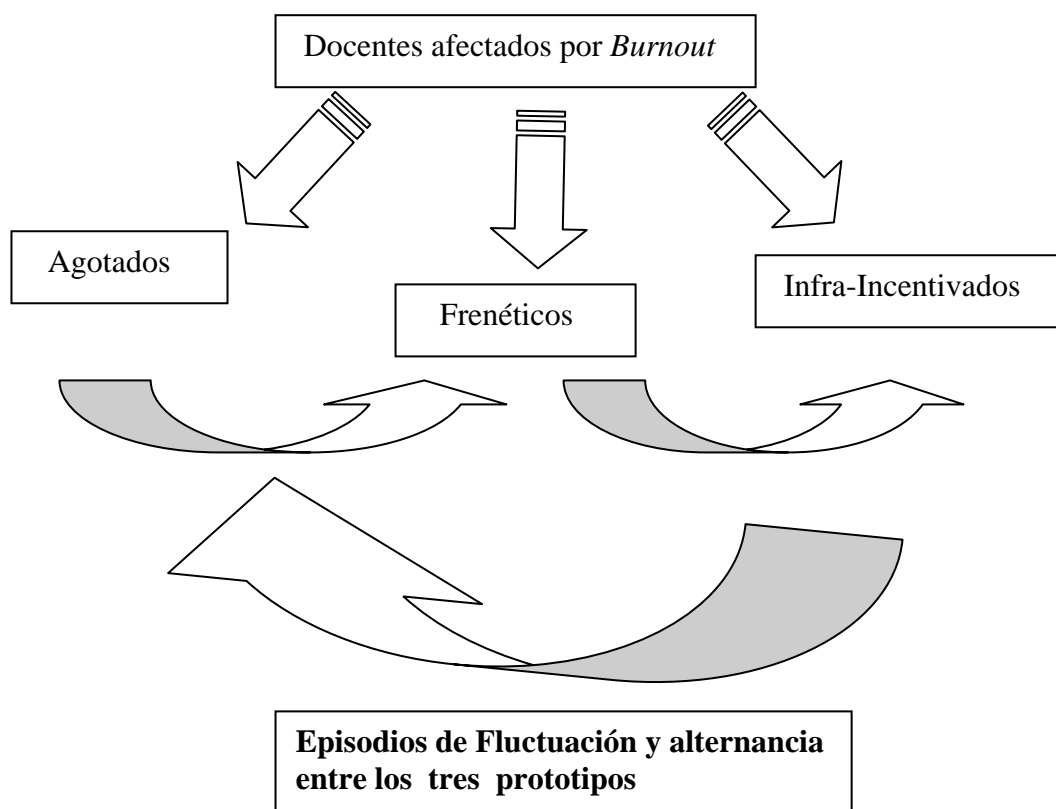 Docentes afectados por Burnout
Agotados
Frenéticos
Infra-Incentivados
Episodios de Fluctuación y alternancia
entre los tres prototipos